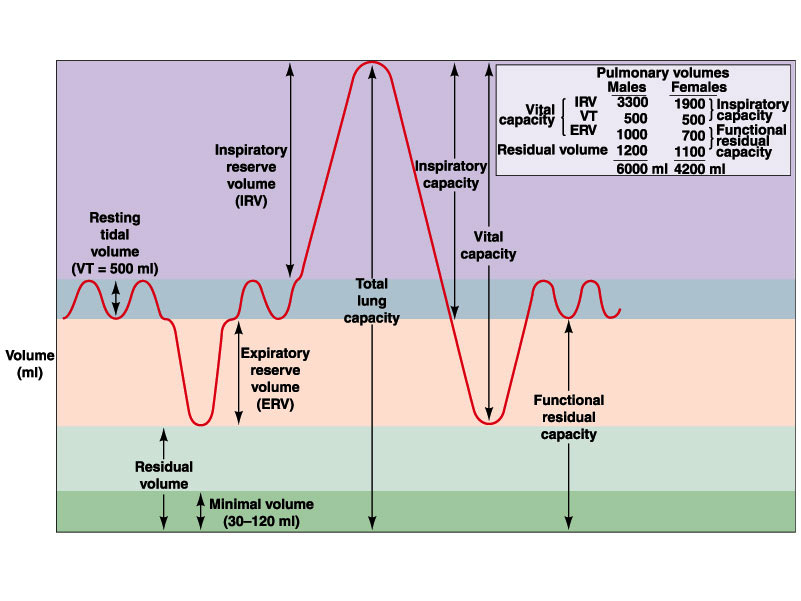 Pulmonary volumes
Males Females
Vital capacity
IRV 3300 1900
VT 500 500
ERV 1000 700
Residual volume 1200 1100
6000 ml 4200 ml
Inspiratory
capacity
Functional
residual
capacity
Inspiratory
reserve
volume
(IRV)
Inspiratory
capacity
Resting
tidal
volume
(VT = 500 ml)
Vital
capacity
Total
lung
capacity
Volume
(ml)
Expiratory
reserve
volume
(ERV)
Functional
residual
capacity
Residual
volume
Minimal volume
(30–120 ml)